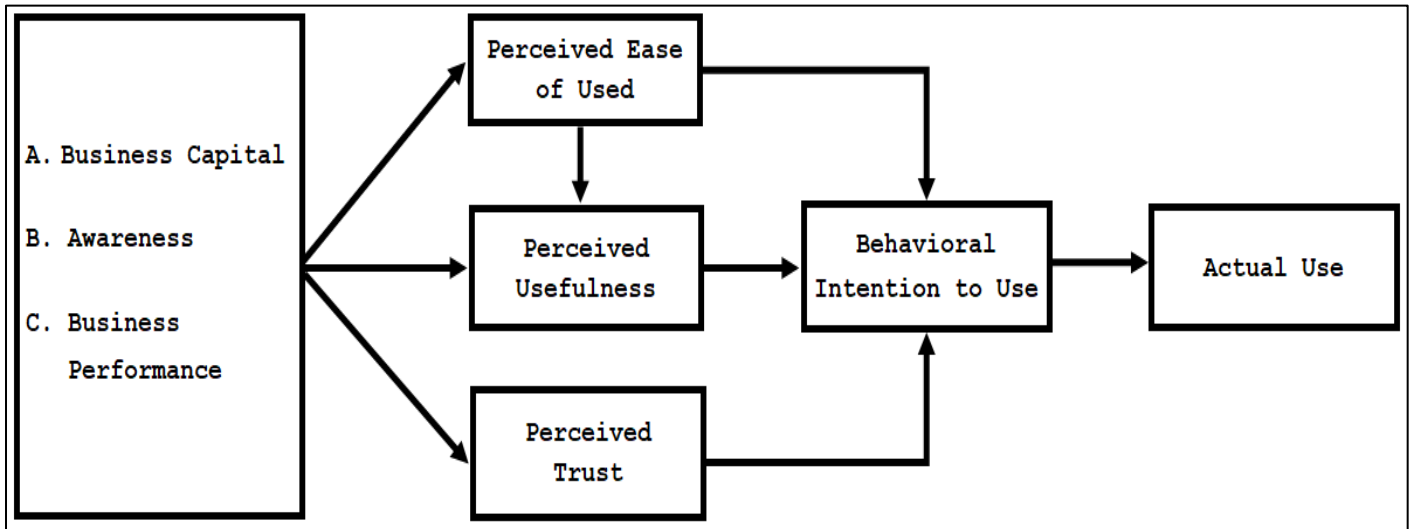 A. Business Capital
B. Awareness
C. Business
Performance
Perceived Ease
of Used
Perceived
Usefulness
Perceived
Trust
Behavioral
Intention to Use
Actual Use